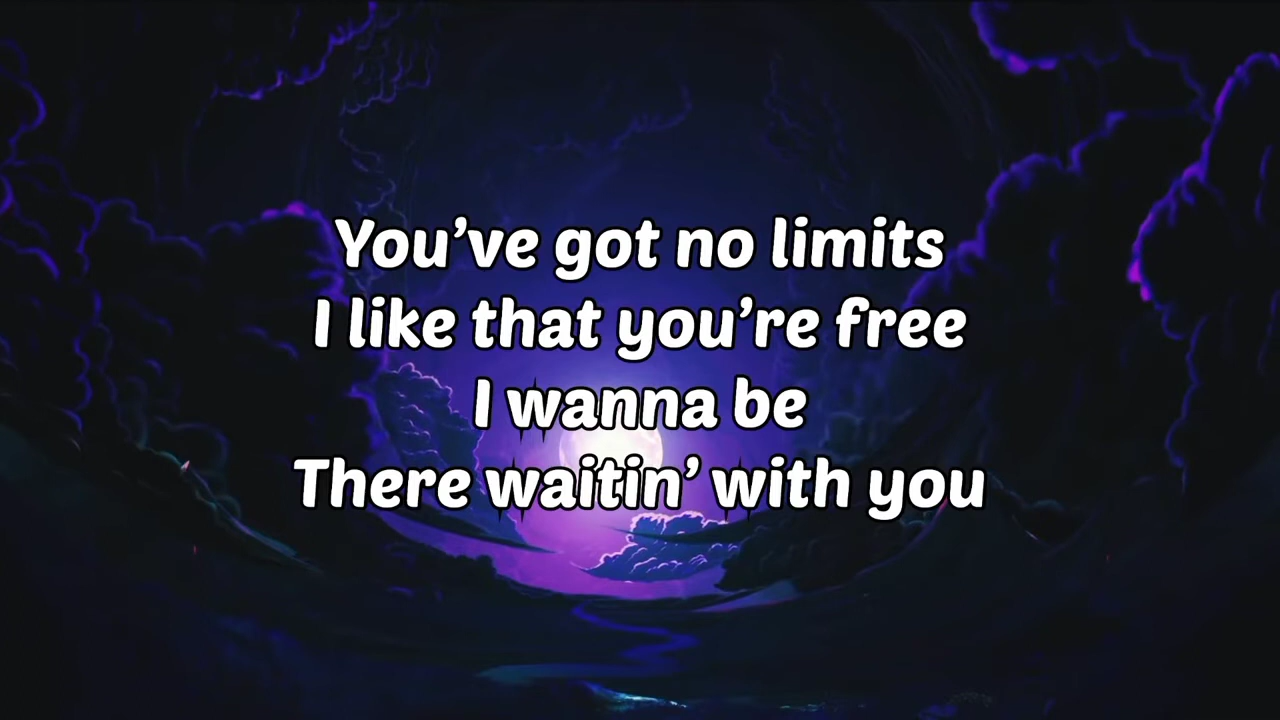 You’ve got no limits
I like that you’re free
I wanna be
There waitin’ with you